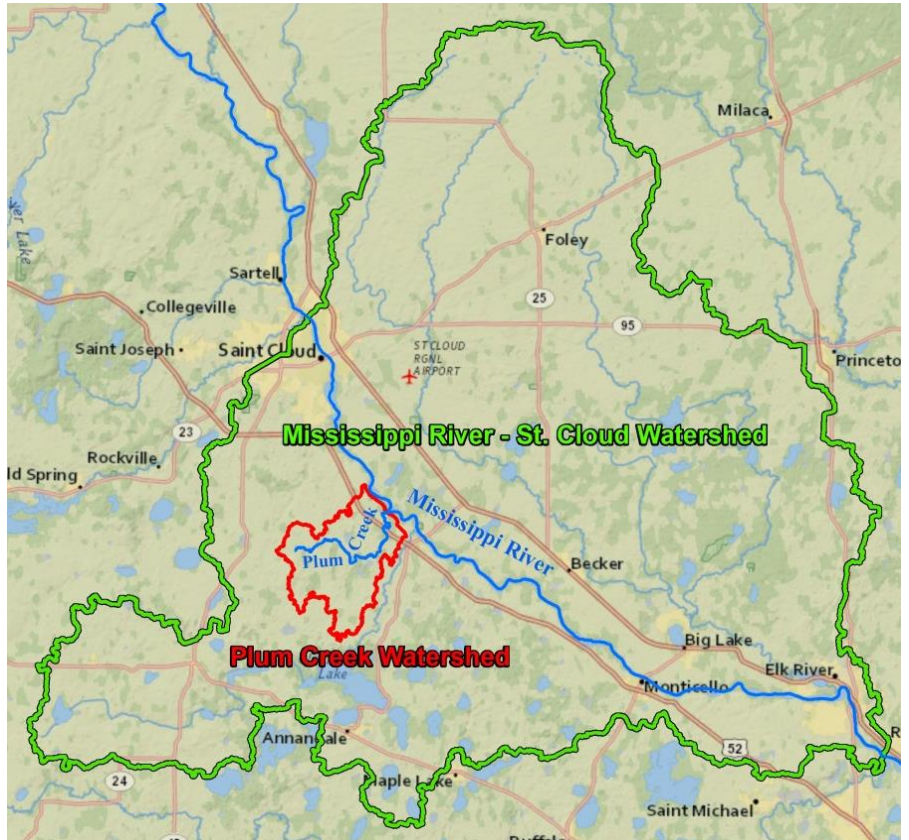 Milaca
Foley
yer Lake
Sartell
Collegeville
25
95
Saint Joseph
Saint Cloud
ST CLOUD
RGNL
AIRPORT
Princeto
23
Mississippi River - St. Cloud Watershed
Rockville
ld Spring
Mississippi River
Plum Creek
Becker
Plum Creek Watershed
Lake
Big Lake
Elk River
Monticello
R
Annandale
52
24
Maple Lake
Saint Michael